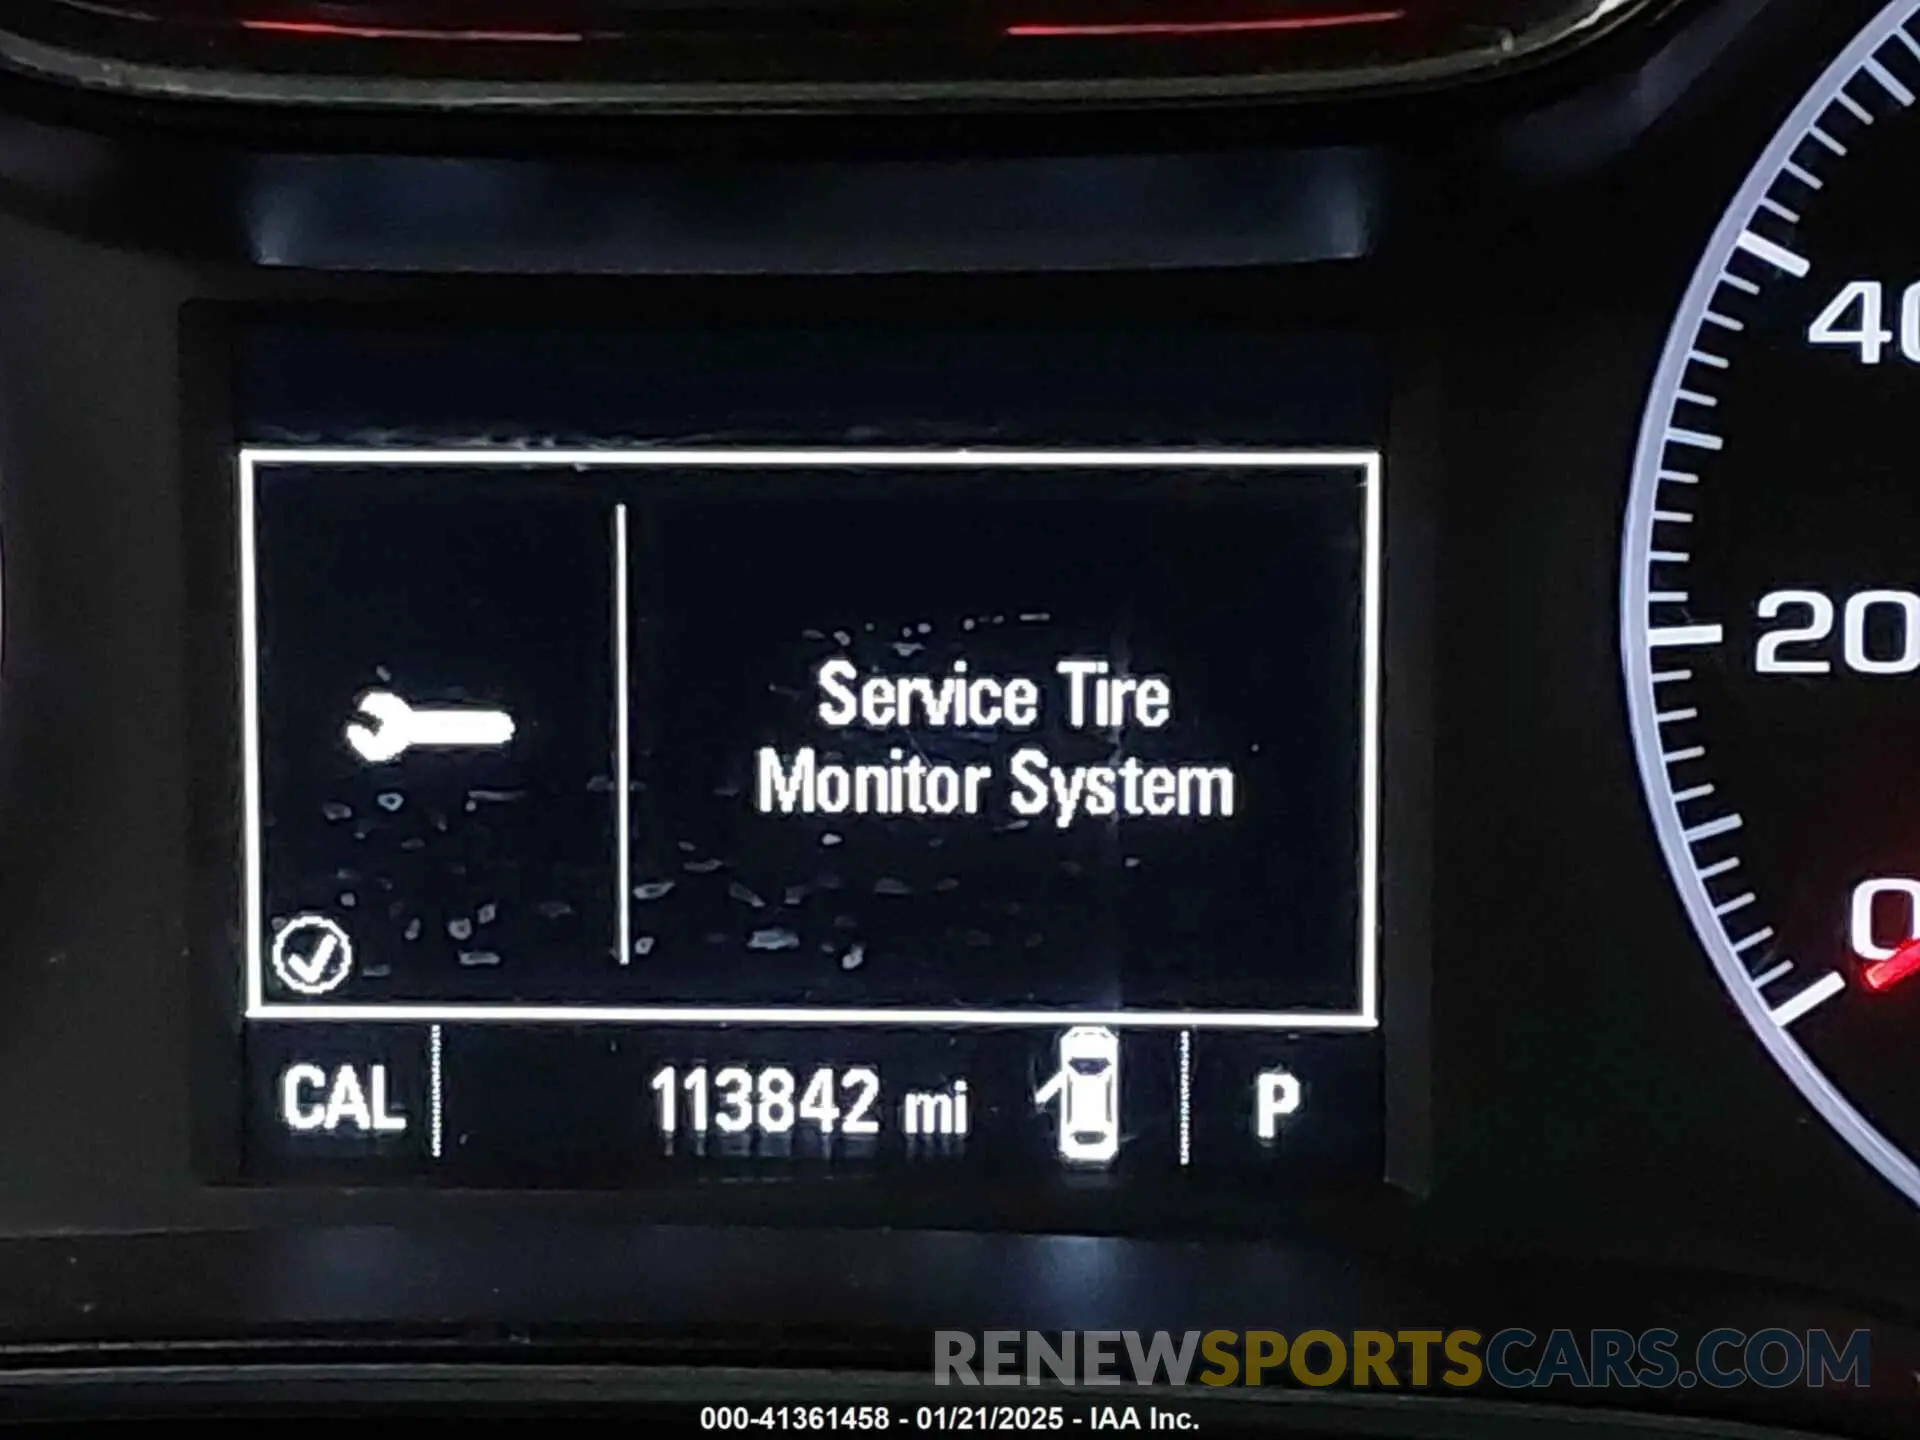 40
20
0
Service Tire
Monitor System
CAL
113842 mi
P
RENEWSPORTSCARS.COM
000-41361458 - 01/21/2025 - IAA Inc.